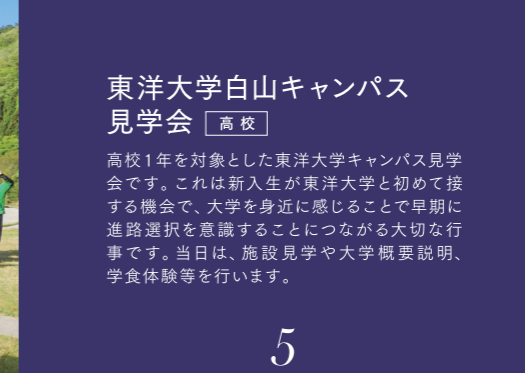 東洋大学白山キャンパス
見学会 高校
高校1年を対象とした東洋大学キャンパス見学
会です。これは新入生が東洋大学と初めて接
する機会で、大学を身近に感じることで早期に
進路選択を意識することにつながる大切な行
事です。当日は、施設見学や大学概要説明、
学食体験等を行います。
5